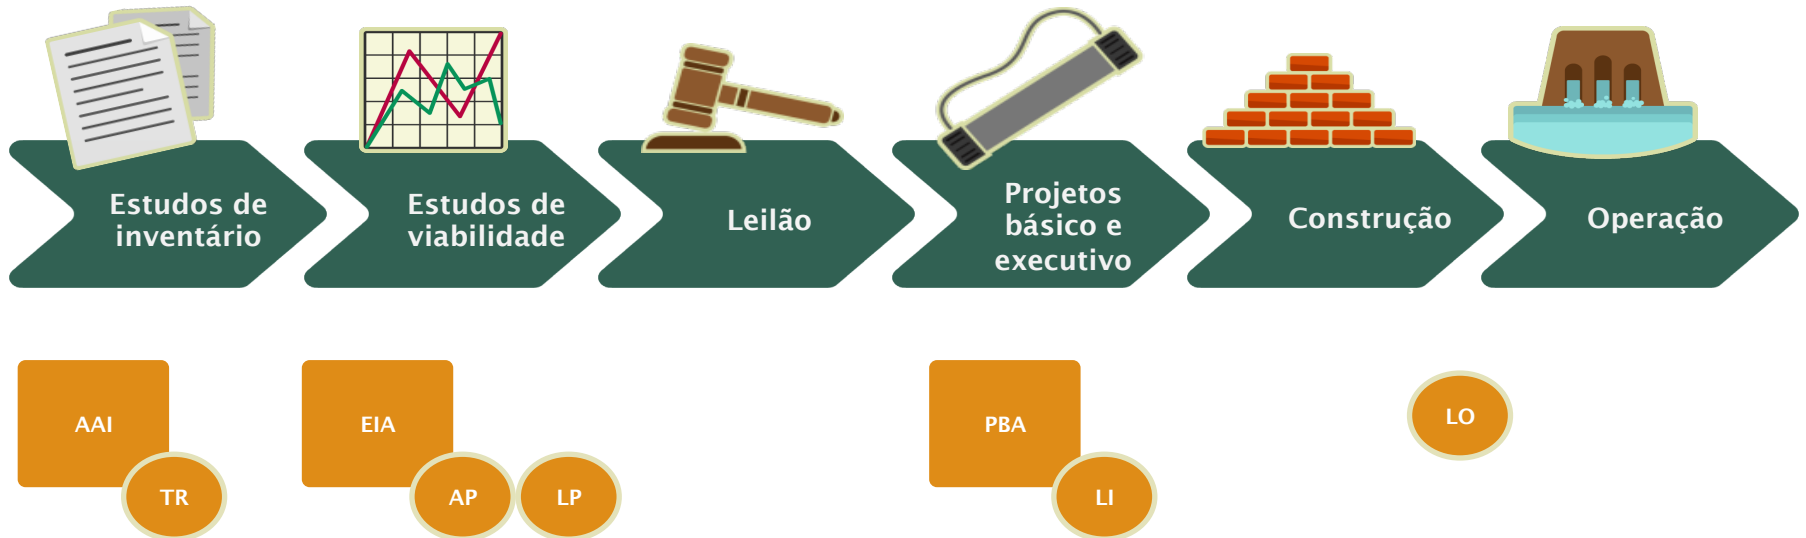 Estudos de
inventário
Estudos de
viabilidade
Leilão
Projetos
básico e
executivo
Construção
Operação
AAI
TR
EIA
AP
LP
PBA
LI
LO